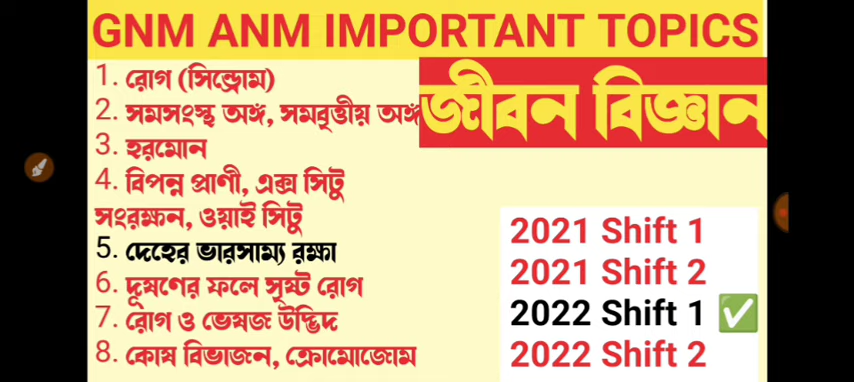 GNM ANM IMPORTANT TOPICS
জীবন বিজ্ঞান
1. রোগ (সিন্ড্রোম)
2. সমসংস্থ অঙ্গ, সমবৃত্তীয় অঙ্গ
3. হরমোন
4. বিপন্ন প্রাণী, এক্স সিটু
সংরক্ষন, ওয়াই সিটু
5. দেহের ভারসাম্য রক্ষা
6. দূষণের ফলে সৃষ্ট রোগ
7. রোগ ও ভেষজ উদ্ভিদ
8. কোষ বিভাজন, ক্রোমোজোম
2021 Shift 1
2021 Shift 2
2022 Shift 1 ✅
2022 Shift 2